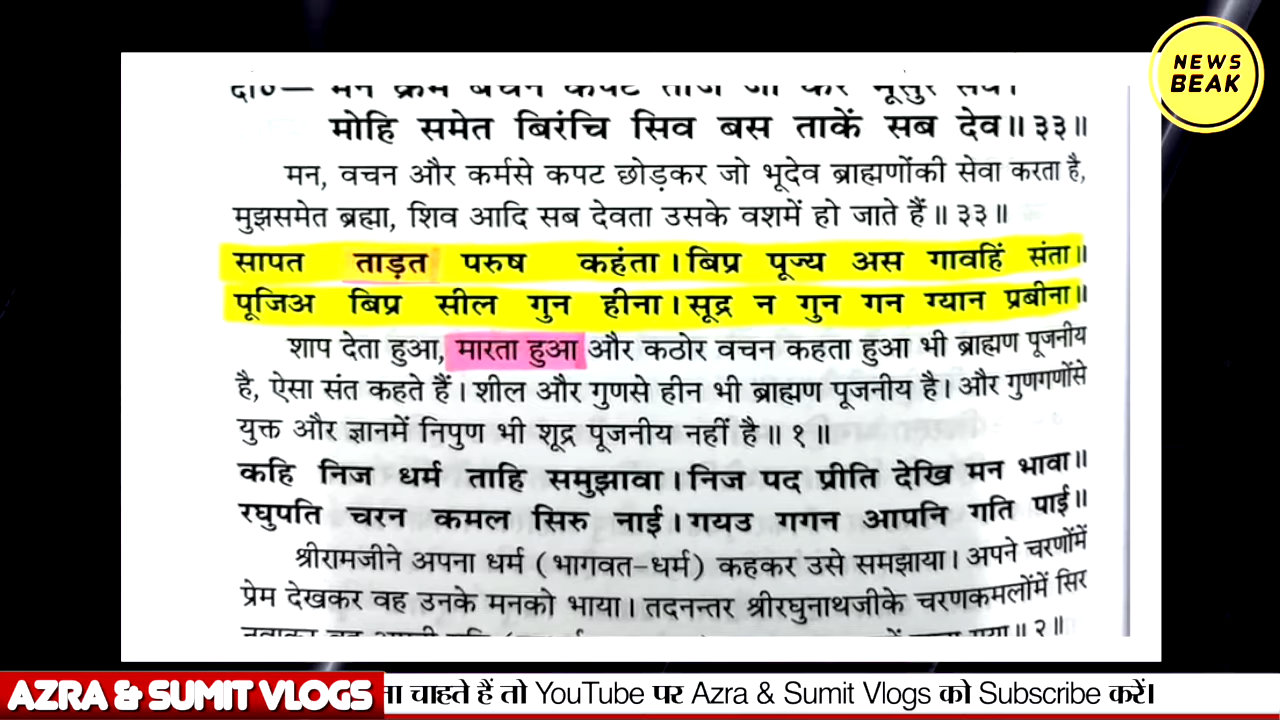 NEWS
BEAK
मोहि समेत बिरंचि सिव बस ताकें सब देव॥ ३३॥
मन, वचन और कर्मसे कपट छोड़कर जो भूदेव ब्राह्मणोंकी सेवा करता है,
मुझसमेत ब्रह्मा, शिव आदि सब देवता उसके वशमें हो जाते हैं॥ ३३॥
सापत ताड़त परुष कहंता। बिप्र पूज्य अस गावहिं संता॥
पूजिअ बिप्र सील गुन हीना। सूद्र न गुन गन ग्यान प्रबीना॥
शाप देता हुआ, मारता हुआ और कठोर वचन कहता हुआ भी ब्राह्मण पूजनीय
है, ऐसा संत कहते हैं। शील और गुणसे हीन भी ब्राह्मण पूजनीय है। और गुणगणोंसे
युक्त और ज्ञानमें निपुण भी शूद्र पूजनीय नहीं है॥ १॥
कहि निज धर्म ताहि समुझावा। निज पद प्रीति देखि मन भावा॥
रघुपति चरन कमल सिरु नाई। गयउ गगन आपनि गति पाई॥
श्रीरामजीने अपना धर्म (भागवत-धर्म) कहकर उसे समझाया। अपने चरणोंमें
प्रेम देखकर वह उनके मनको भाया। तदनन्तर श्रीरघुनाथजीके चरणकमलोंमें सिर
गया॥ २॥
AZRA & SUMIT VLOGS
चाहते हैं तो YouTube पर Azra & Sumit Vlogs को Subscribe करें।